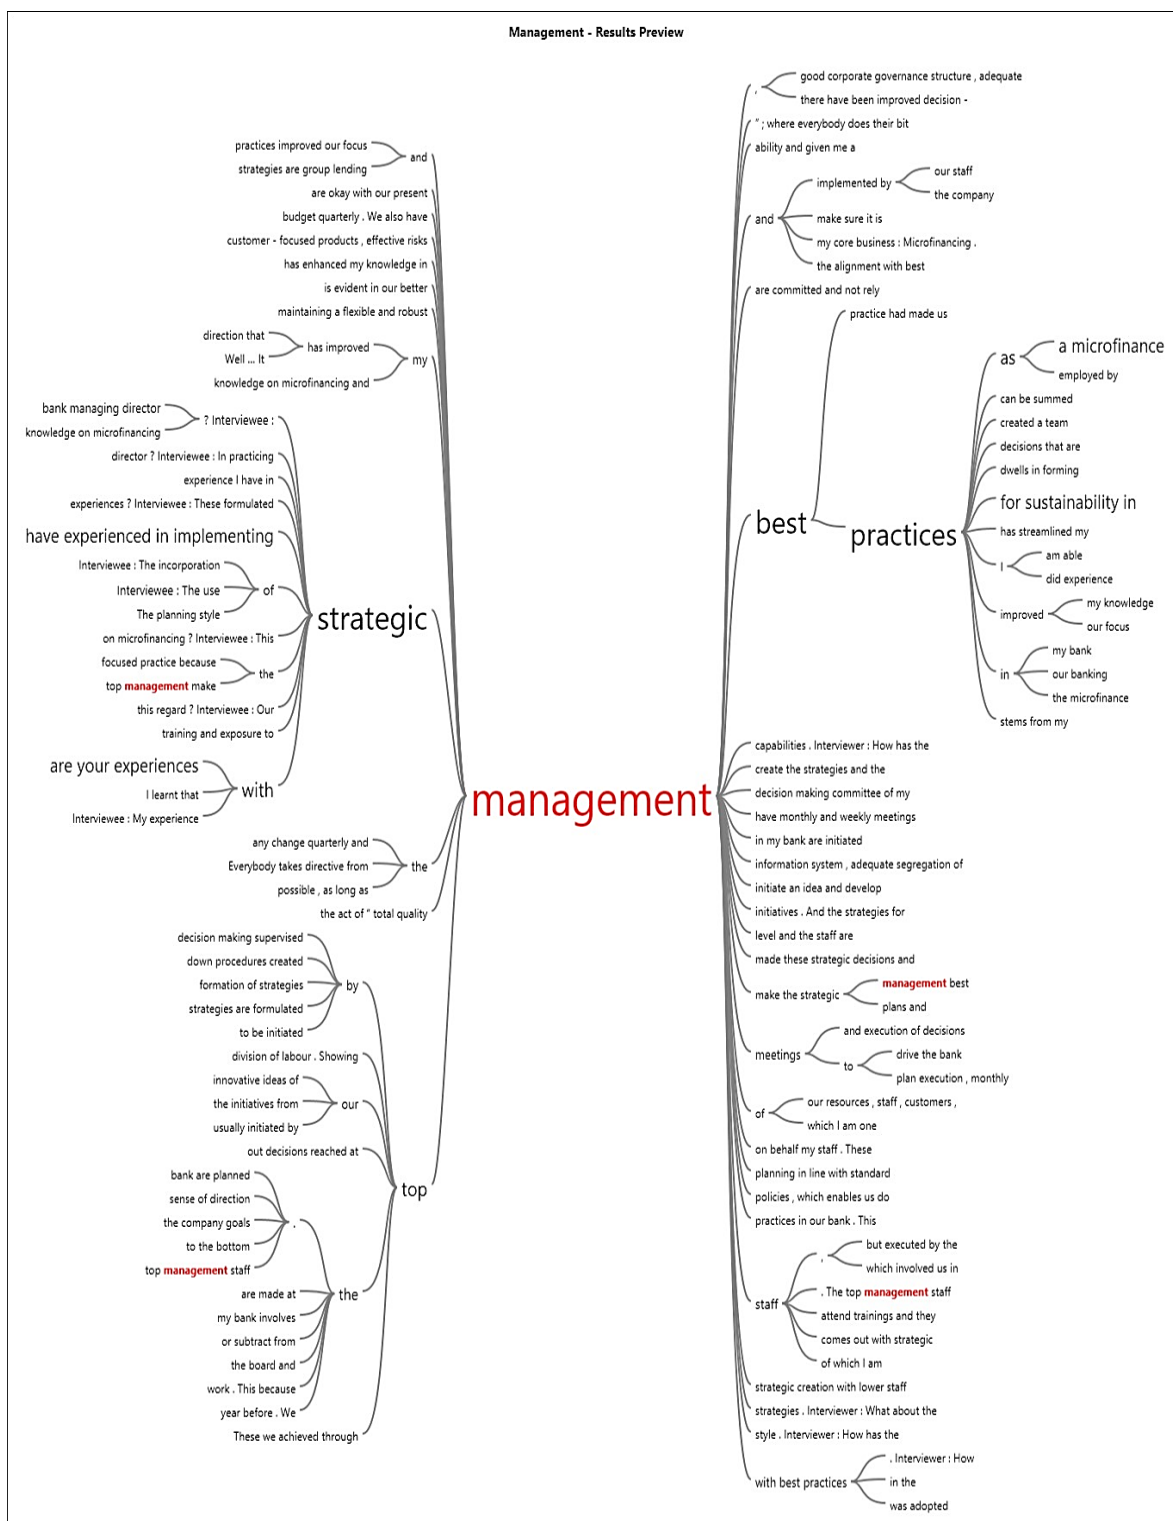 Management - Results Preview
practices improved our focus
strategies are group lending
and
are okay with our present
budget quarterly . We also have
customer - focused products , effective risks
has enhanced my knowledge in
is evident in our better
maintaining a flexible and robust
direction that
Well ... It
has improved
knowledge on microfinancing and
my
bank managing director
knowledge on microfinancing
? Interviewee :
director ? Interviewee : In practicing
experience I have in
experiences ? Interviewee : These formulated
have experienced in implementing
Interviewee : The incorporation
Interviewee : The use
The planning style
of
on microfinancing ? Interviewee : This
focused practice because
top management make
the
this regard ? Interviewee : Our
training and exposure to
are your experiences
I learnt that
Interviewee : My experience
with
strategic
any change quarterly and
Everybody takes directive from
possible , as long as
the
the act of “ total quality
decision making supervised
down procedures created
formation of strategies
strategies are formulated
to be initiated
by
division of labour . Showing
innovative ideas of
the initiatives from
usually initiated by
our
out decisions reached at
bank are planned
sense of direction
the company goals
to the bottom
top management staff
.
are made at
my bank involves
or subtract from
the board and
work . This because
year before . We
the
These we achieved through
top
management
,
good corporate governance structure , adequate
there have been improved decision -
” ; where everybody does their bit
ability and given me a
and
implemented by
our staff
the company
make sure it is
my core business : Microfinancing .
the alignment with best
are committed and not rely
best
practice had made us
practices
as
a microfinance
employed by
can be summed
created a team
decisions that are
dwells in forming
for sustainability in
has streamlined my
I
am able
did experience
improved
my knowledge
our focus
in
my bank
our banking
the microfinance
stems from my
capabilities . Interviewer : How has the
create the strategies and the
decision making committee of my
have monthly and weekly meetings
in my bank are initiated
information system , adequate segregation of
initiate an idea and develop
initiatives . And the strategies for
level and the staff are
made these strategic decisions and
make the strategic
management best
plans and
meetings
and execution of decisions
to
drive the bank
plan execution , monthly
of
our resources , staff , customers ,
which I am one
on behalf my staff . These
planning in line with standard
policies , which enables us do
practices in our bank . This
staff
,
but executed by the
which involved us in
. The top management staff
attend trainings and they
comes out with strategic
of which I am
strategic creation with lower staff
strategies . Interviewer : What about the
style . Interviewer : How has the
with best practices
. Interviewer : How
in the
was adopted